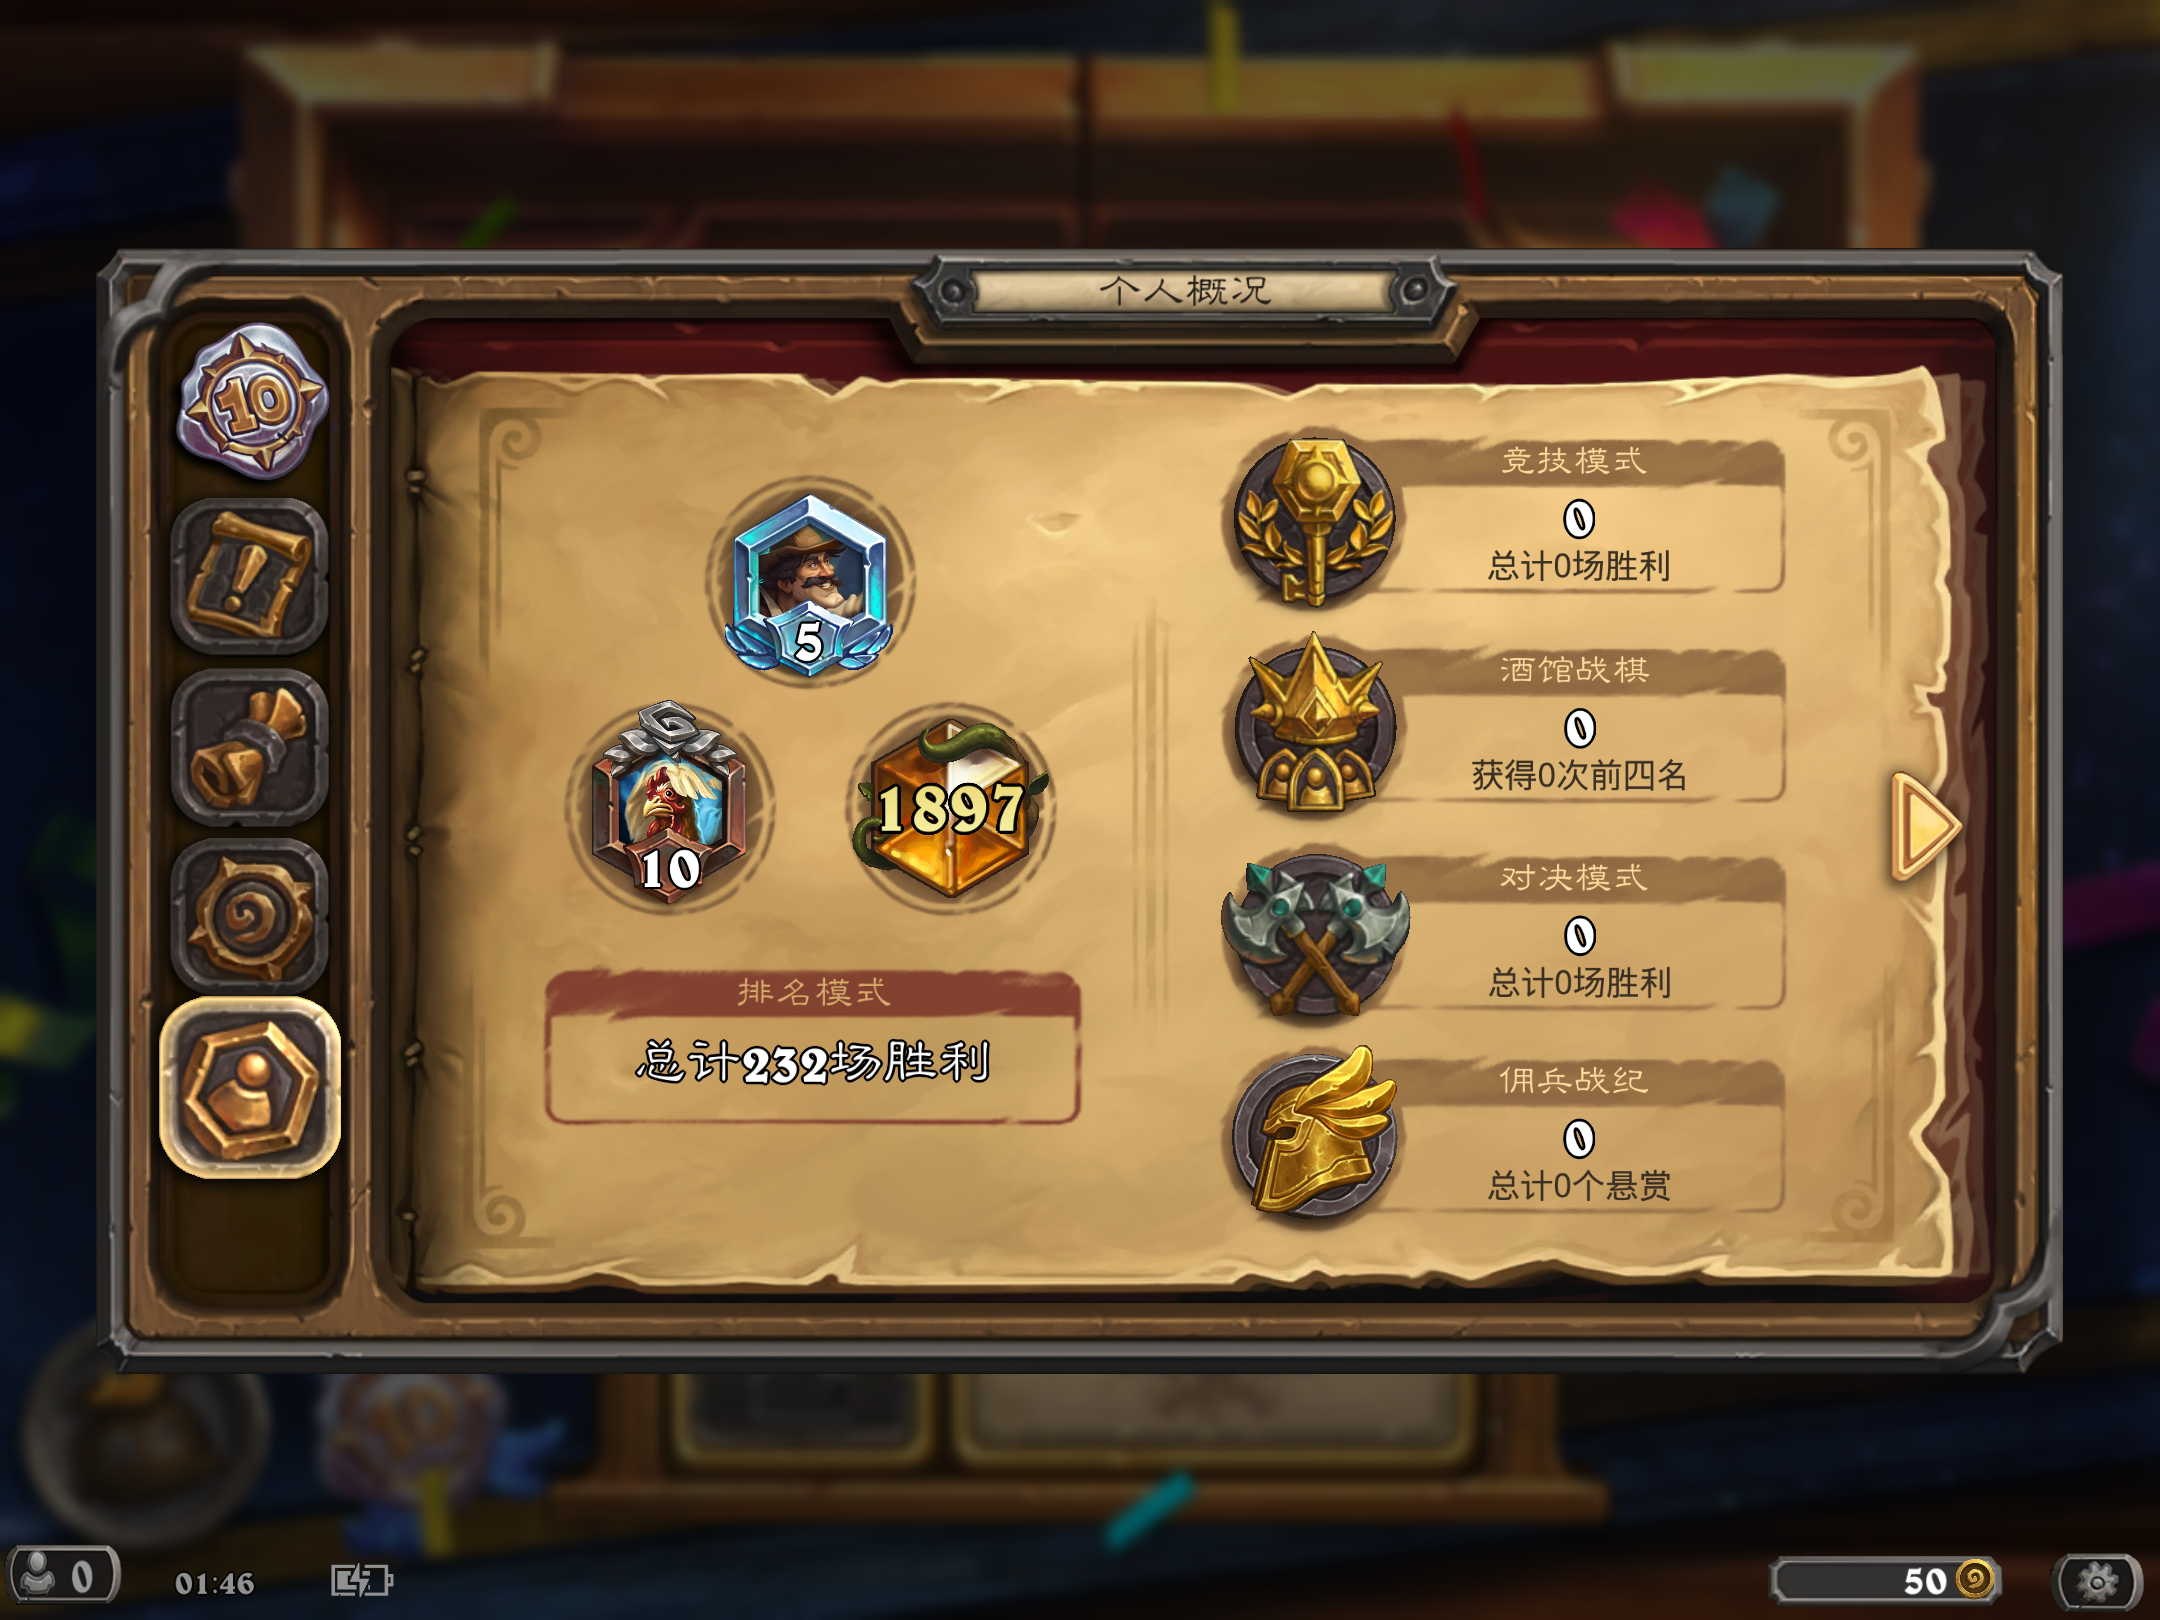 个人概况
10
5
10
1897
排名模式
总计232场胜利
竞技模式
0
总计0场胜利
酒馆战棋
0
获得0次前四名
对决模式
0
总计0场胜利
佣兵战纪
0
总计0个悬赏
0
01:46
50